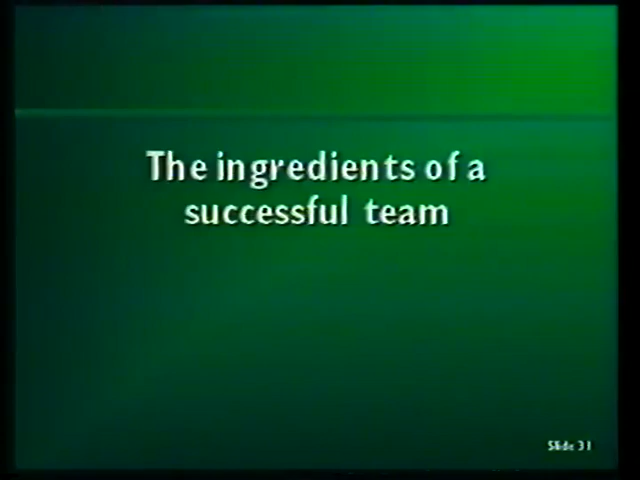 The ingredients of a
successful team
Slide 31